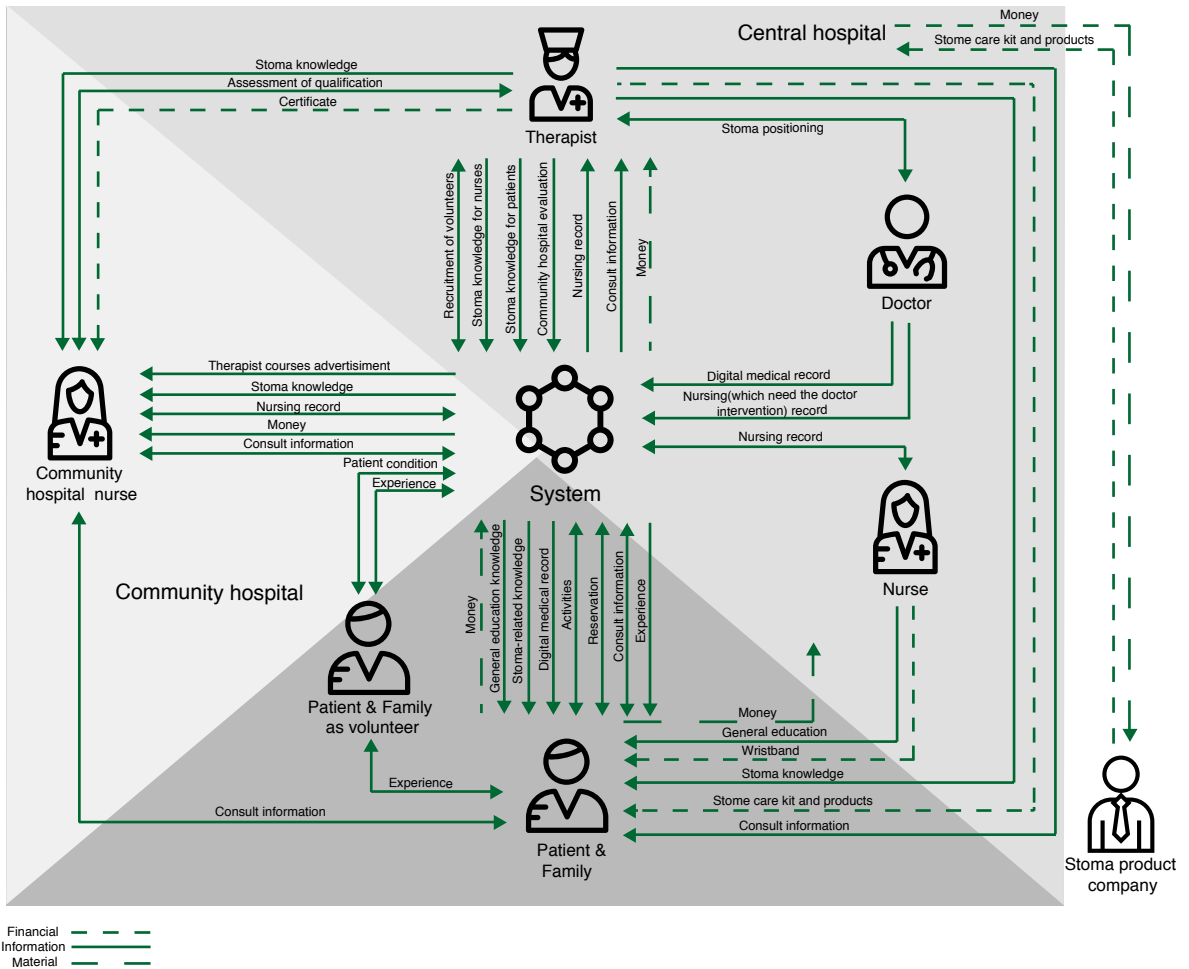 Central hospital
Money
Stome care kit and products
Stoma knowledge
Assessment of qualification
Certificate
Therapist
Stoma positioning
Recruitment of volunteers
Stoma knowledge for nurses
Stoma knowledge for patients
Community hospital evaluation
Nursing record
Consult information
Money
Doctor
Therapist courses advertisiment
Stoma knowledge
Nursing record
Money
Consult information
Patient condition
Experience
Digital medical record
Nursing(which need the doctor
intervention) record
Nursing record
Community
hospital nurse
System
Nurse
Community hospital
Money
General education knowledge
Stoma-related knowledge
Digital medical record
Activities
Reservation
Consult information
Experience
Patient & Family
as volunteer
Money
General education
Wristband
Stoma knowledge
Stome care kit and products
Consult information
Experience
Consult information
Patient &
Family
Stoma product
company
Financial
Information
Material